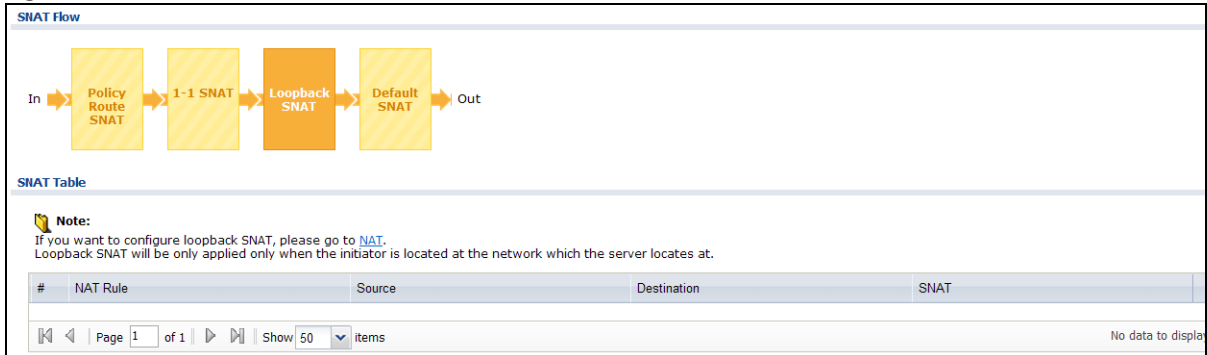 SNAT Flow
In
Policy
Route
SNAT
1-1 SNAT
Loopback
SNAT
Default
SNAT
Out
SNAT Table
Note:
If you want to configure loopback SNAT, please go to NAT.
Loopback SNAT will be only applied only when the initiator is located at the network which the server locates at.
# NAT Rule Source Destination SNAT
Page 1 of 1 Show 50 items No data to display